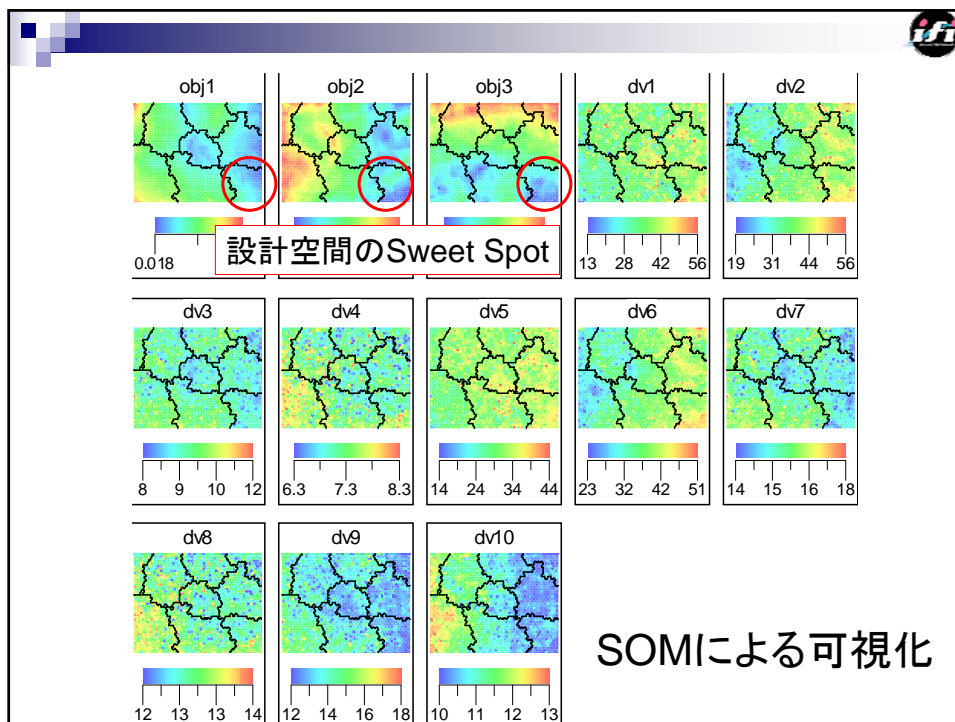 ifi
obj1 obj2 obj3 dv1 dv2
0.018
設計空間のSweet Spot
13 28 42 56
19 31 44 56
dv3 dv4 dv5 dv6 dv7
8 9 10 12
6.3 7.3 8.3
14 24 34 44
23 32 42 51
14 15 16 18
dv8 dv9 dv10
12 13 13 14
12 14 16 18
10 11 12 13
SOMによる可視化